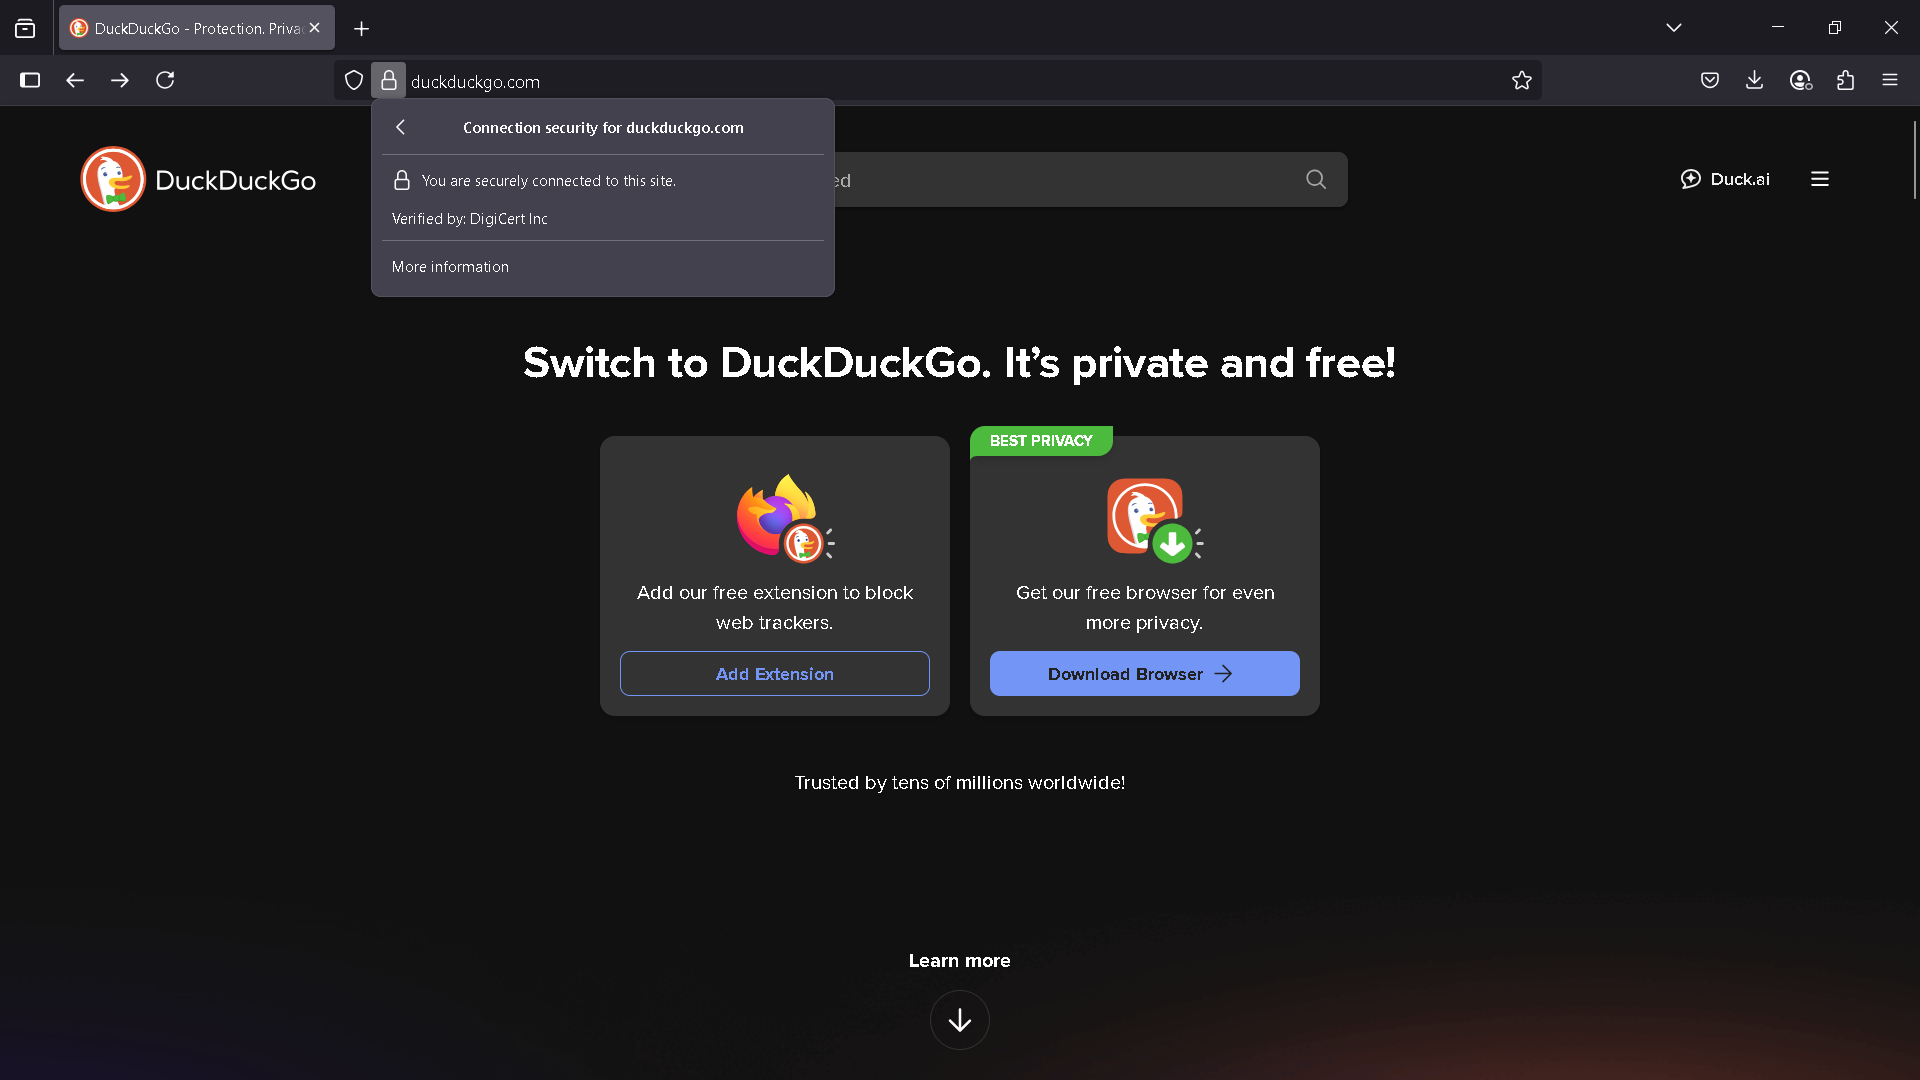 DuckDuckGo - Protection. Priva
duckduckgo.com
Connection security for duckduckgo.com
You are securely connected to this site.
Verified by: DigiCert Inc
More information
DuckDuckGo
ed
Duck.ai
Switch to DuckDuckGo. It’s private and free!
BEST PRIVACY
Add our free extension to block
web trackers.
Add Extension
Get our free browser for even
more privacy.
Download Browser
Trusted by tens of millions worldwide!
Learn more